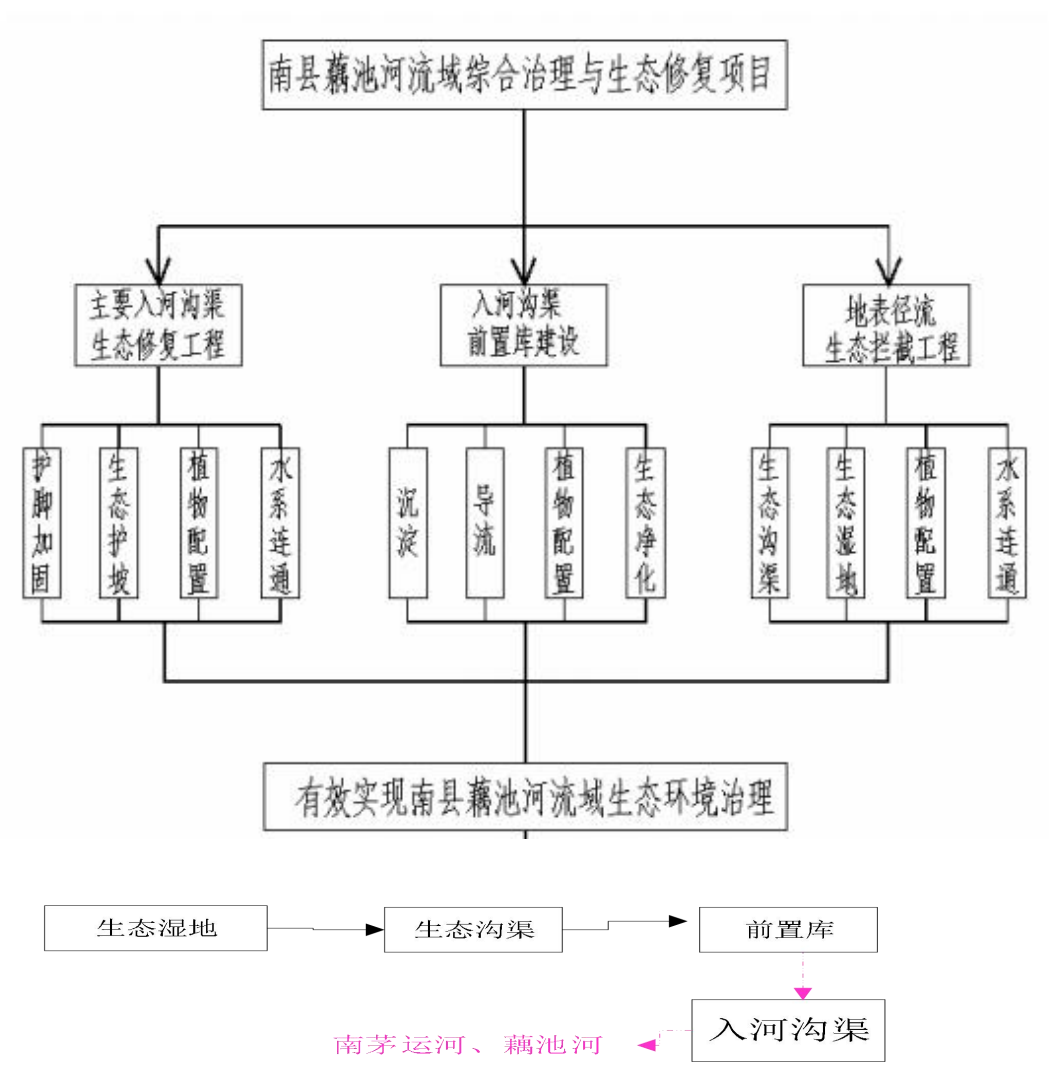 南县藕池河流域综合治理与生态修复项目
主要入河沟渠
生态修复工程
入河沟渠
前置库建设
地表径流
生态拦截工程
护脚加固
生态护坡
植物配置
水系连通
沉淀
导流
植物配置
生态净化
生态沟渠
生态湿地
植物配置
水系连通
有效实现南县藕池河流域生态环境治理
生态湿地
生态沟渠
前置库
入河沟渠
南茅运河、藕池河